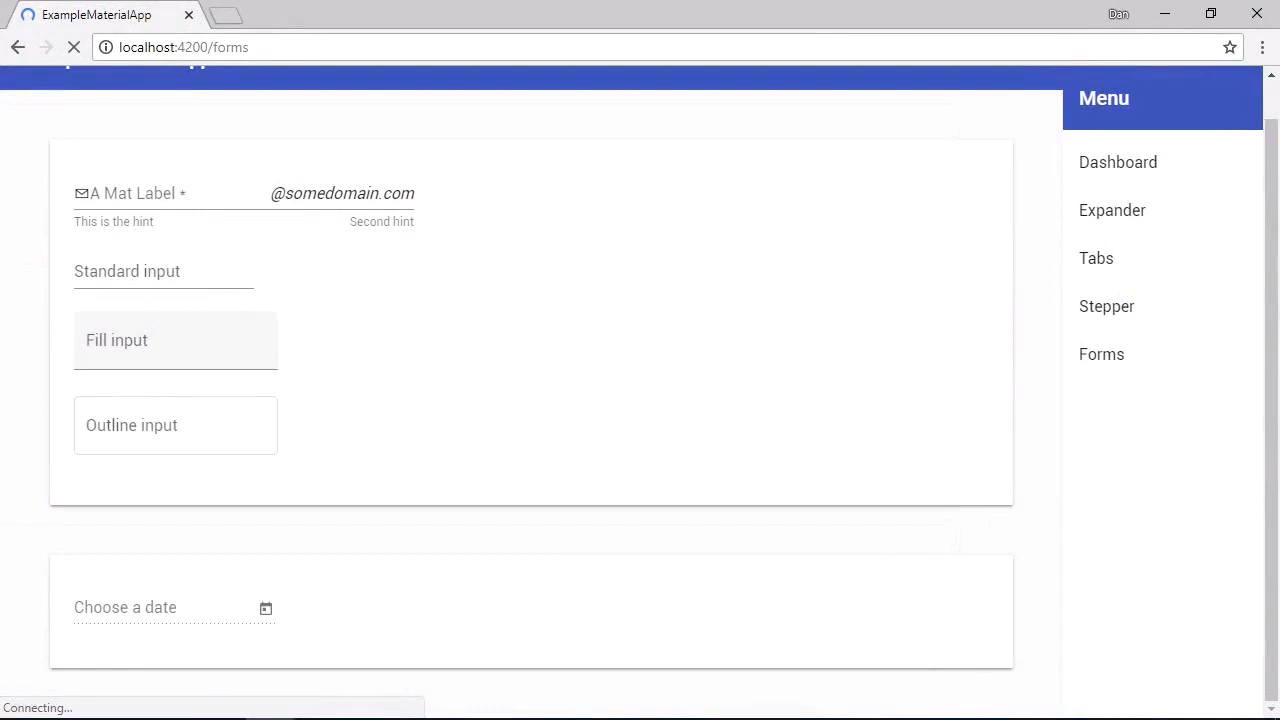 ExampleMaterialApp
Dan
localhost:4200/forms
Menu
Dashboard
Expander
Tabs
Stepper
Forms
A Mat Label *
@somedomain.com
This is the hint
Second hint
Standard input
Fill input
Outline input
Choose a date
Connecting...